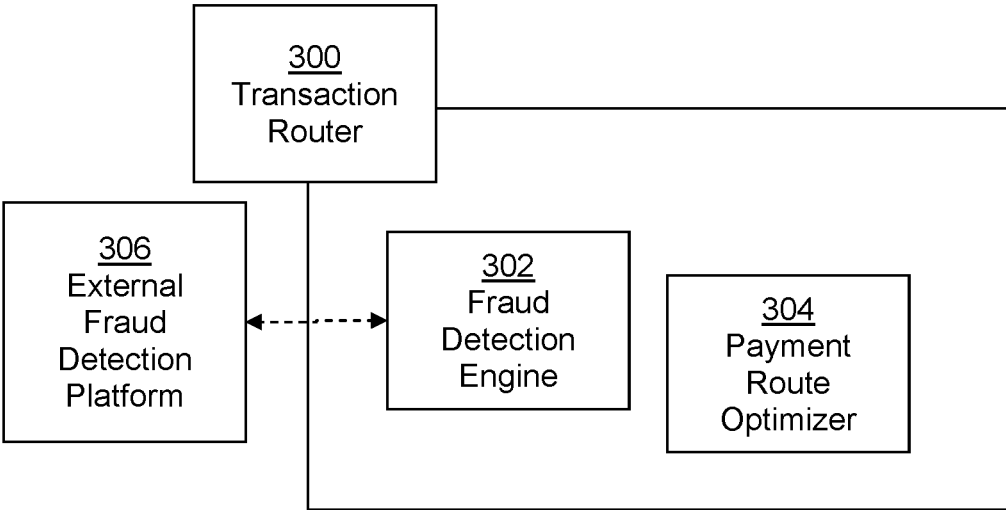 300
Transaction
Router
306
External
Fraud
Detection
Platform
302
Fraud
Detection
Engine
304
Payment
Route
Optimizer